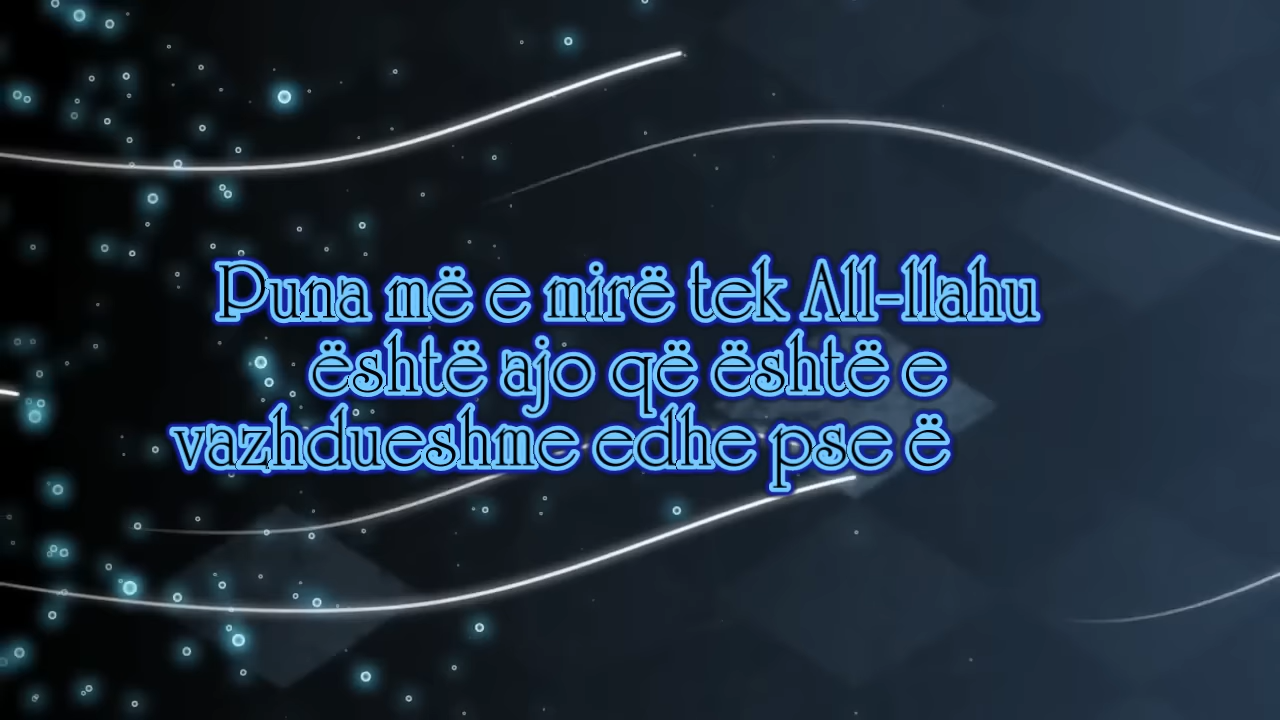 Puna më e mirë tek All-llahu
është ajo që është e
vazhdueshme edhe pse ë